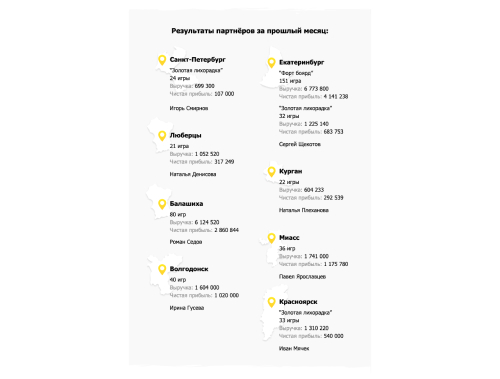 Результаты партнёров за прошлый месяц:
Санкт-Петербург
"Золотая лихорадка"
24 игры
Выручка: 699 300
Чистая прибыль: 107 000
Игорь Смирнов
Люберцы
21 игра
Выручка: 1 052 520
Чистая прибыль: 317 249
Наталья Денисова
Балашиха
80 игр
Выручка: 6 124 520
Чистая прибыль: 2 860 844
Роман Седов
Волгодонск
40 игр
Выручка: 1 604 000
Чистая прибыль: 1 020 000
Ирина Гусева
Екатеринбург
"Форт Боярд"
151 игра
Выручка: 6 773 800
Чистая прибыль: 4 141 238
"Золотая лихорадка"
32 игры
Выручка: 1 225 140
Чистая прибыль: 683 753
Сергей Щекотов
Курган
22 игры
Выручка: 604 233
Чистая прибыль: 292 539
Наталья Плеханова
Миасс
36 игр
Выручка: 1 741 000
Чистая прибыль: 1 175 780
Павел Ярославцев
Красноярск
"Золотая лихорадка"
33 игры
Выручка: 1 310 220
Чистая прибыль: 540 000
Иван Мячек